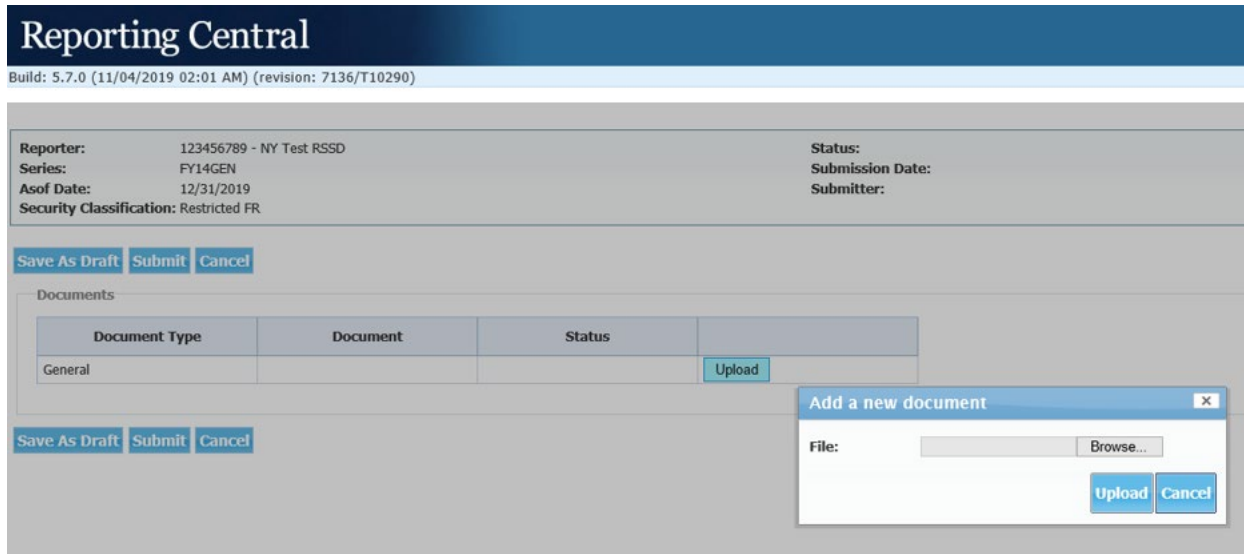 Reporting Central
Build: 5.7.0 (11/04/2019 02:01 AM) (revision: 7136/T10290)
Reporter: 123456789 - NY Test RSSD Status:
Series: FY14GEN Submission Date:
Asof Date: 12/31/2019 Submitter:
Security Classification: Restricted FR
Save As Draft Submit Cancel
Documents
Document Type Document Status
General Upload
Add a new document x
Save As Draft Submit Cancel
File: Browse...
Upload Cancel